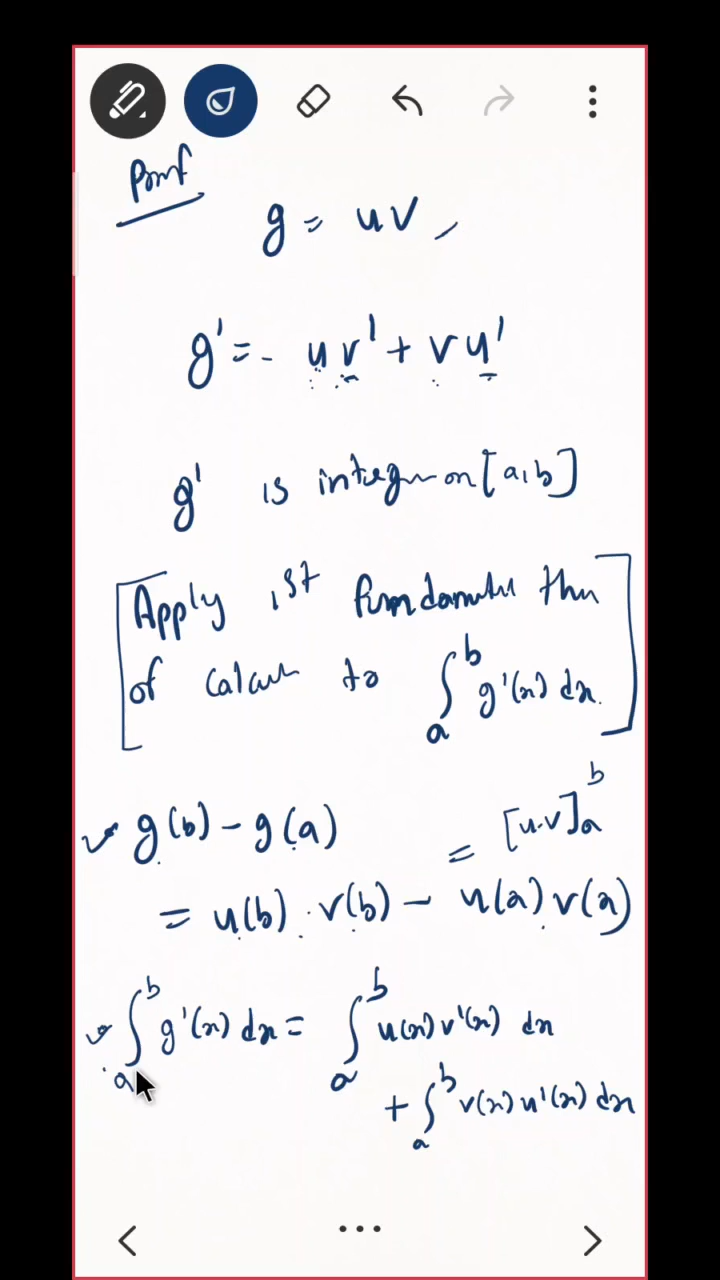 Proof
g = uv,
g' = - uv' + vu'
g' is integ on [a,b]
[Apply 1st Fundamental thm
of Calculus to ∫_a^b g'(x) dx.]
g(b) - g(a) = [u.v]_a^b
= u(b) . v(b) - u(a) . v(a)
∫_a^b g'(x) dx = ∫_a^b u(x) v'(x) dx
+ ∫_a^b v(x) u'(x) dx